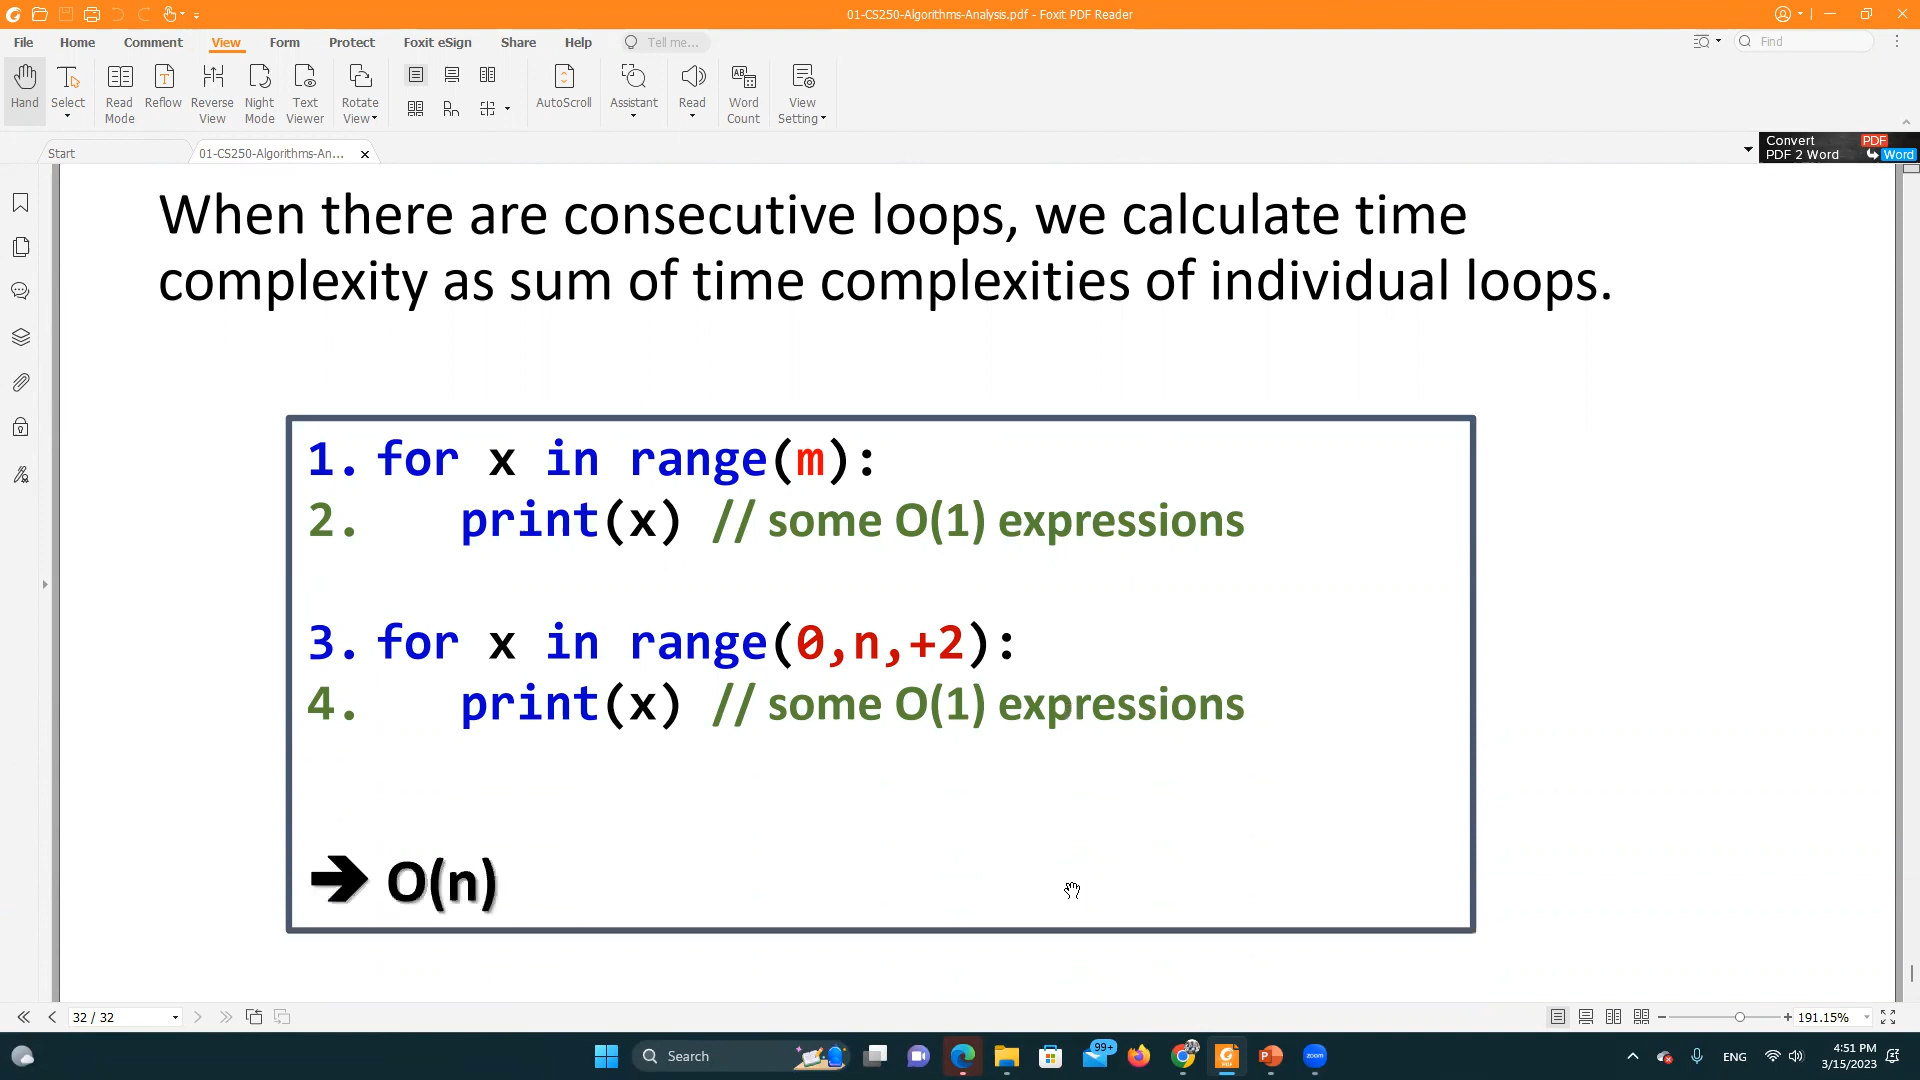 01-CS250-Algorithms-Analysis.pdf - Foxit PDF Reader
File Home Comment View Form Protect Foxit eSign Share Help Tell me... Find
Hand Select Read Mode Reflow Reverse View Night Mode Text Viewer Rotate View AutoScroll Assistant Read Word Count View Setting
Start 01-CS250-Algorithms-An...
Convert PDF
PDF 2 Word Word
When there are consecutive loops, we calculate time
complexity as sum of time complexities of individual loops.
1. for x in range(m):
2. print(x) // some O(1) expressions
3. for x in range(0,n,+2):
4. print(x) // some O(1) expressions
➔ O(n)
32 / 32 191.15%
Search 99+ zoom ENG 4:51 PM
3/15/2023